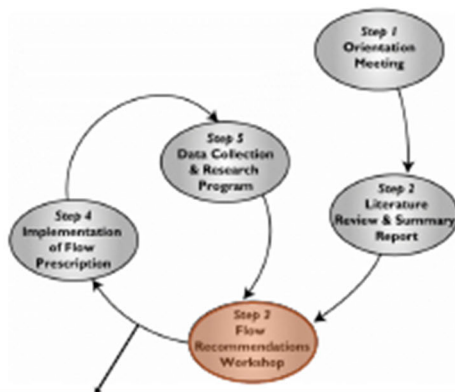 Step 1
Orientation
Meeting
Step 2
Literature
Review & Summary
Report
Step 3
Flow
Recommendations
Workshop
Step 4
Implementation
of Flow
Prescription
Step 5
Data Collection
& Research
Program